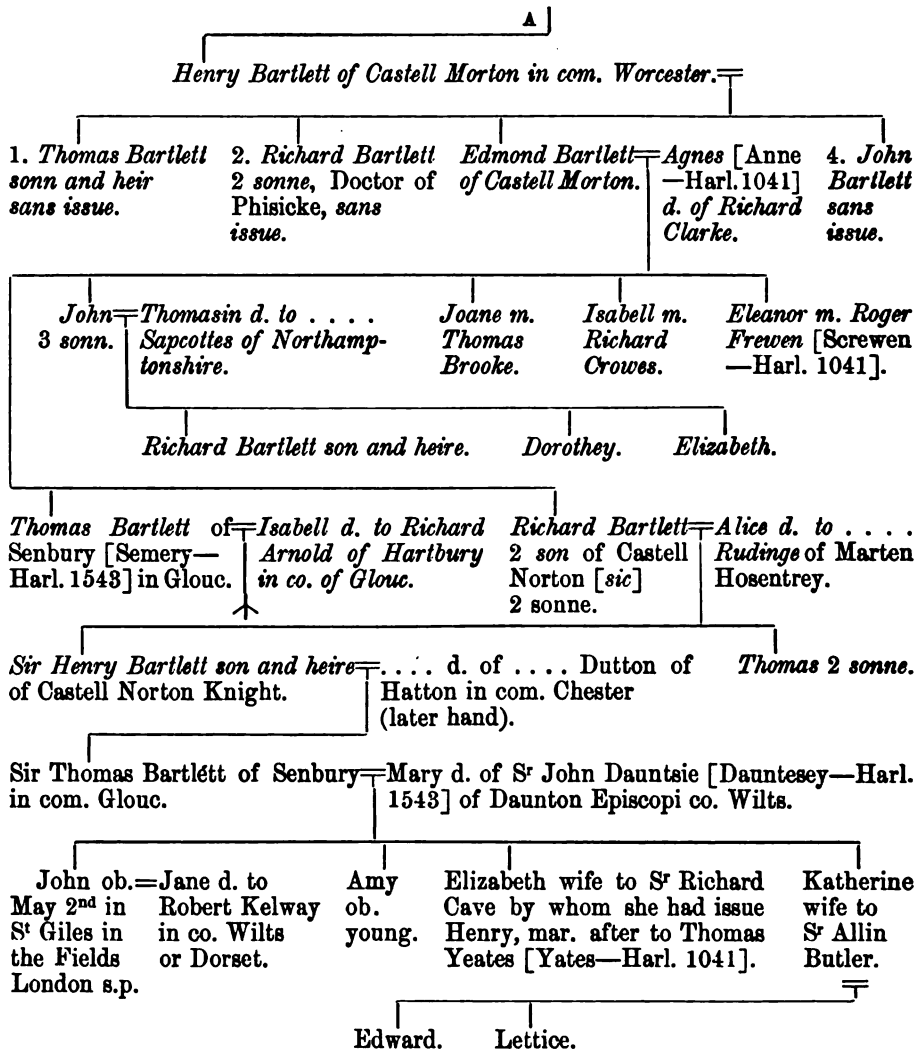 A
Henry Bartlett of Castell Morton in com. Worcester.
1. Thomas Bartlett
sonn and heir
sans issue.
2. Richard Bartlett
2 sonne, Doctor of
Phisicke, sans
issue.
Edmond Bartlett
of Castell Morton.
Agnes [Anne
—Harl. 1041]
d. of Richard
Clarke.
4. John
Bartlett
sans
issue.
John
3 sonn.
Thomasin d. to . . . .
Sapcottes of Northamp-
tonshire.
Joane m.
Thomas
Brooke.
Isabell m.
Richard
Crowes.
Eleanor m. Roger
Frewen [Screwen
—Harl. 1041].
Richard Bartlett son and heire.
Dorothey.
Elizabeth.
Thomas Bartlett of
Senbury [Semery—
Harl. 1543] in Glouc.
Isabell d. to Richard
Arnold of Hartbury
in co. of Glouc.
Richard Bartlett
2 son of Castell
Norton [sic]
2 sonne.
Alice d. to . . . .
Rudinge of Marten
Hosentrey.
Sir Henry Bartlett son and heire
of Castell Norton Knight.
. . . . d. of . . . . Dutton of
Hatton in com. Chester
(later hand).
Thomas 2 sonne.
Sir Thomas Bartlétt of Senbury
in com. Glouc.
Mary d. of Sʳ John Dauntsie [Dauntesey—Harl.
1543] of Daunton Episcopi co. Wilts.
John ob.
May 2ⁿᵈ in
Sᵗ Giles in
the Fields
London s.p.
Jane d. to
Robert Kelway
in co. Wilts
or Dorset.
Amy
ob.
young.
Elizabeth wife to Sʳ Richard
Cave by whom she had issue
Henry, mar. after to Thomas
Yeates [Yates—Harl. 1041].
Katherine
wife to
Sʳ Allin
Butler.
Edward.
Lettice.